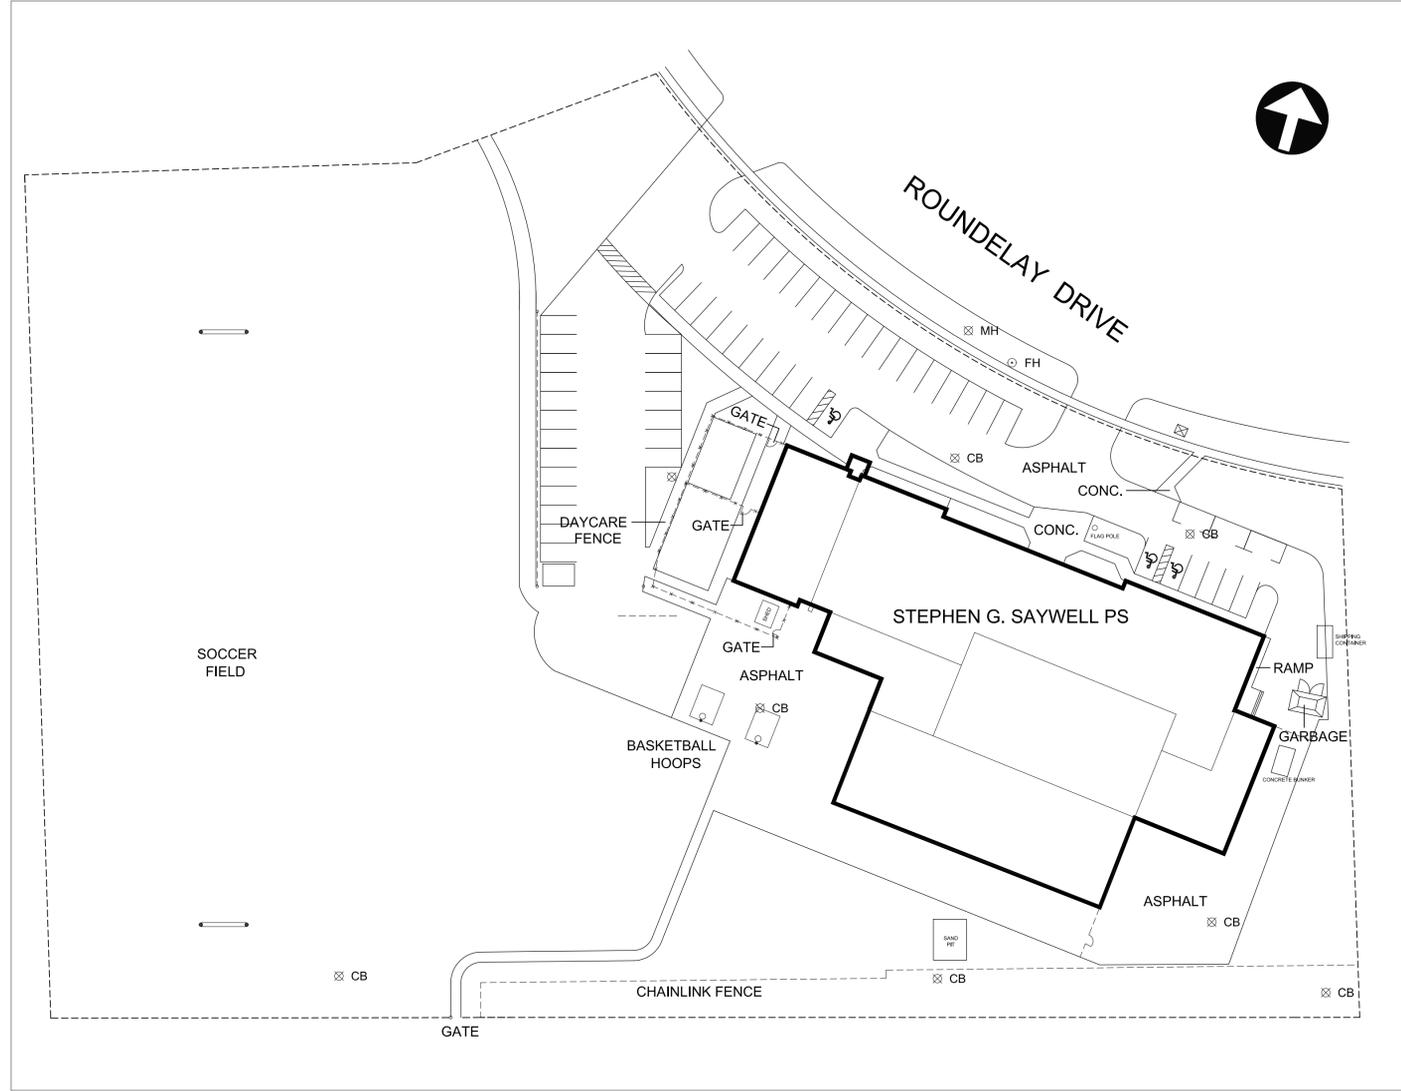 ROUNDELAY DRIVE
MH
FH
GATE
CB
ASPHALT
CONC.
DAYCARE
FENCE
GATE
CONC.
FLAG POLE
CB
SHED
STEPHEN G. SAYWELL PS
SHIPPING
CONTAINER
GATE
SOCCER
FIELD
RAMP
ASPHALT
CB
BASKETBALL
HOOPS
GARBAGE
CONCRETE BUNKER
ASPHALT
CB
SAND
PIT
CB
CB
CHAINLINK FENCE
CB
GATE